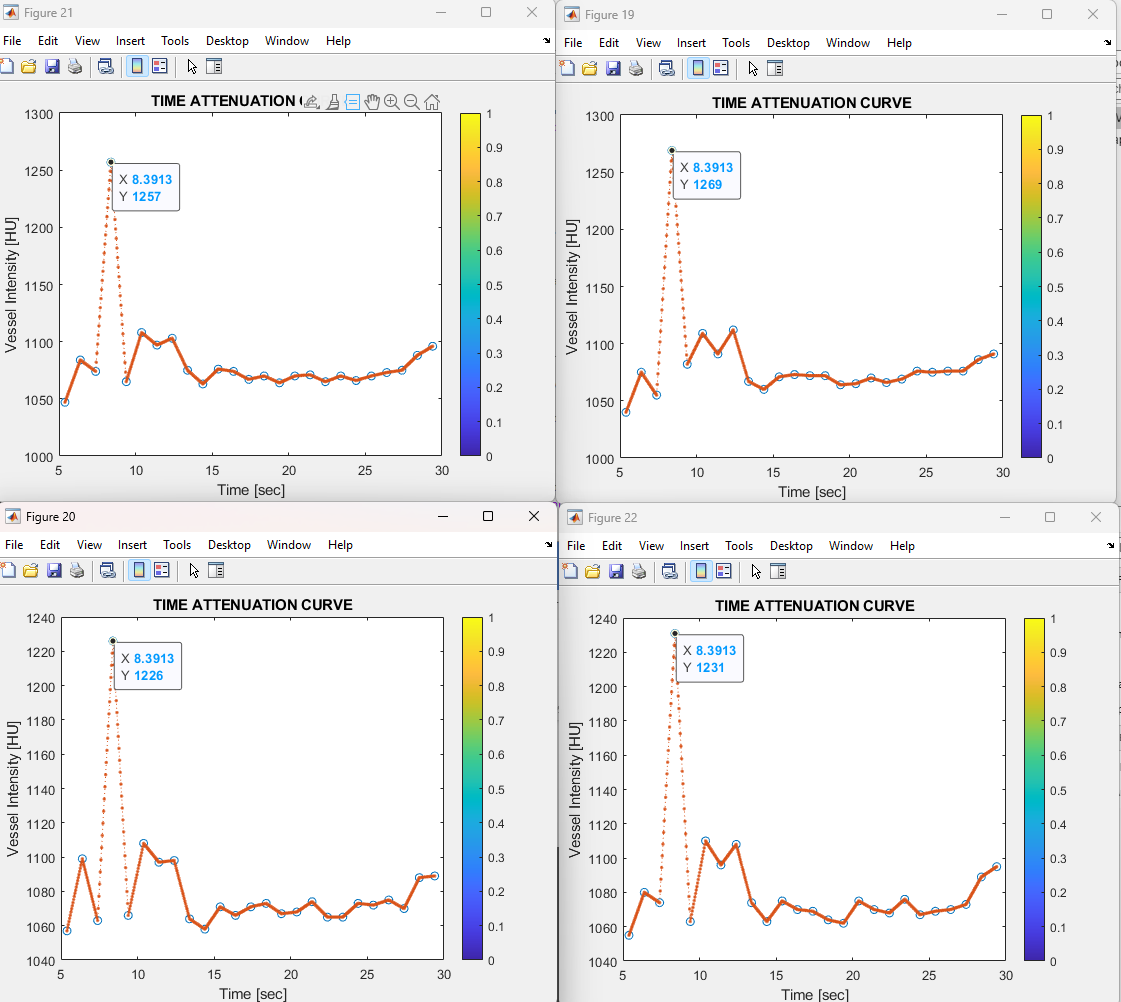 Figure 21
File Edit View Insert Tools Desktop Window Help
TIME ATTENUATION
1300
1250
1200
1150
1100
1050
1000
Vessel Intensity [HU]
X 8.3913
Y 1257
5 10 15 20 25 30
Time [sec]
1
0.9
0.8
0.7
0.6
0.5
0.4
0.3
0.2
0.1
0
Figure 19
File Edit View Insert Tools Desktop Window Help
TIME ATTENUATION CURVE
1300
1250
1200
1150
1100
1050
1000
Vessel Intensity [HU]
X 8.3913
Y 1269
5 10 15 20 25 30
Time [sec]
1
0.9
0.8
0.7
0.6
0.5
0.4
0.3
0.2
0.1
0
Figure 20
File Edit View Insert Tools Desktop Window Help
TIME ATTENUATION CURVE
1240
1220
1200
1180
1160
1140
1120
1100
1080
1060
1040
Vessel Intensity [HU]
X 8.3913
Y 1226
5 10 15 20 25 30
Time [sec]
1
0.9
0.8
0.7
0.6
0.5
0.4
0.3
0.2
0.1
0
Figure 22
File Edit View Insert Tools Desktop Window Help
TIME ATTENUATION CURVE
1240
1220
1200
1180
1160
1140
1120
1100
1080
1060
1040
Vessel Intensity [HU]
X 8.3913
Y 1231
5 10 15 20 25 30
Time [sec]
1
0.9
0.8
0.7
0.6
0.5
0.4
0.3
0.2
0.1
0